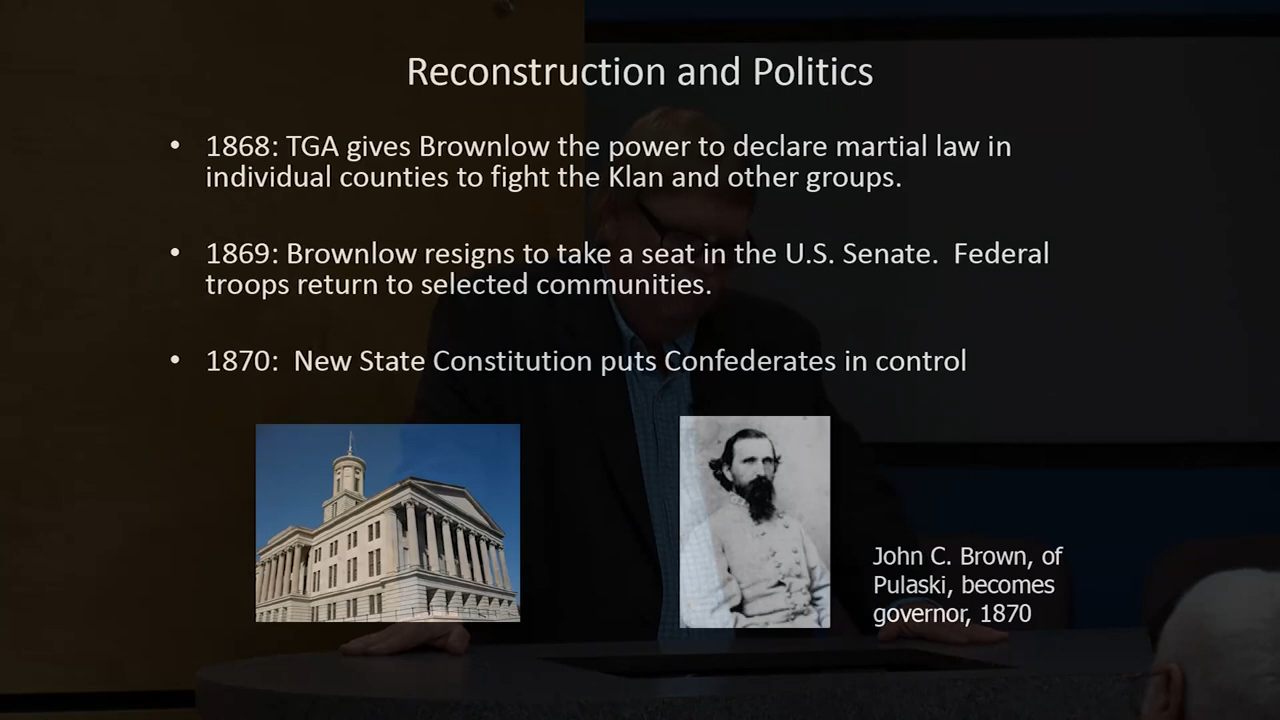 Reconstruction and Politics
• 1868: TGA gives Brownlow the power to declare martial law in
individual counties to fight the Klan and other groups.
• 1869: Brownlow resigns to take a seat in the U.S. Senate.  Federal
troops return to selected communities.
• 1870:  New State Constitution puts Confederates in control
John C. Brown, of
Pulaski, becomes
governor, 1870